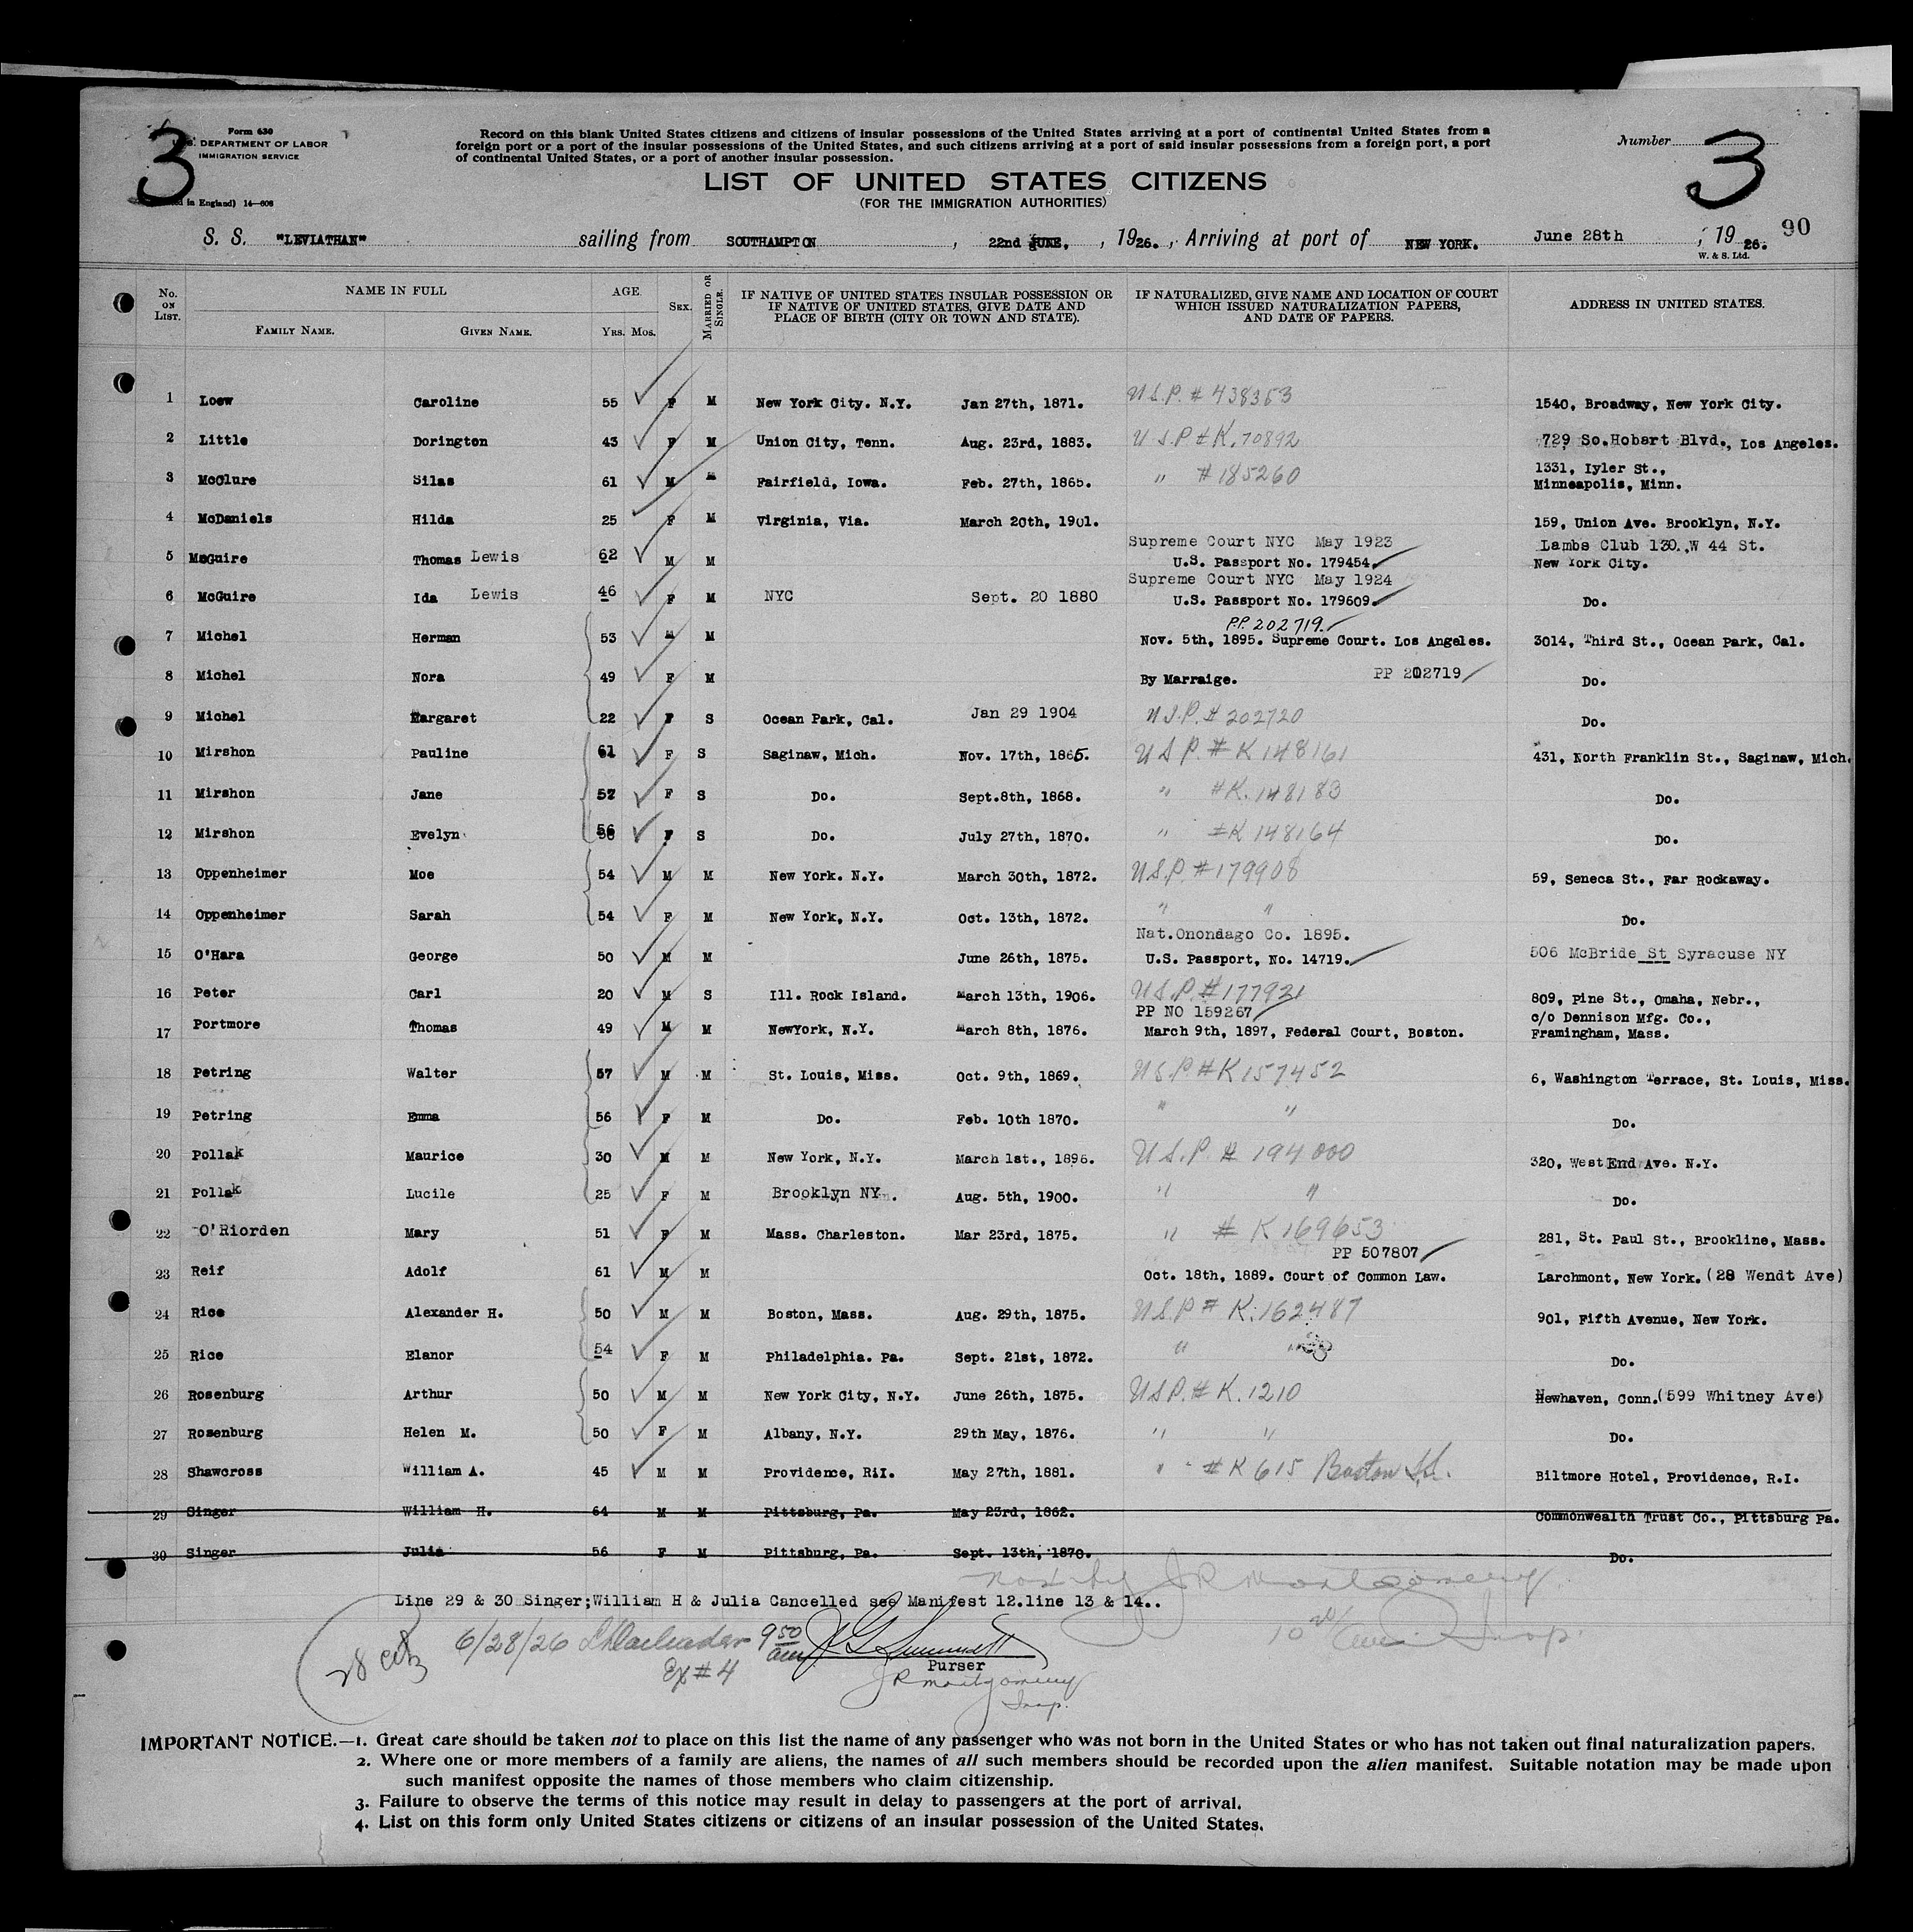 3
Form 630
U.S. DEPARTMENT OF LABOR
IMMIGRATION SERVICE
in England) 14—608
Record on this blank United States citizens and citizens of insular possessions of the United States arriving at a port of continental United States from a
foreign port or a port of the insular possessions of the United States, and such citizens arriving at a port of said insular possessions from a foreign port, a port
of continental United States, or a port of another insular possession.
Number 3
LIST OF UNITED STATES CITIZENS
(FOR THE IMMIGRATION AUTHORITIES)
90
S. S. "LEVIATHAN" sailing from SOUTHAMPTON, 22nd JUNE, , 1926. , Arriving at port of NEW YORK. June 28th , 1926.
W. & S. Ltd.
No. ON LIST. NAME IN FULL AGE SEX. MARRIED OR SINGLE. IF NATIVE OF UNITED STATES INSULAR POSSESSION OR IF NATIVE OF UNITED STATES, GIVE DATE AND PLACE OF BIRTH (CITY OR TOWN AND STATE). IF NATURALIZED, GIVE NAME AND LOCATION OF COURT WHICH ISSUED NATURALIZATION PAPERS, AND DATE OF PAPERS. ADDRESS IN UNITED STATES.
FAMILY NAME. GIVEN NAME. YRS. MOS.
1 Loew Caroline 55 F M New York City. N.Y. Jan 27th, 1871. U.S.P. # 438353 1540, Broadway, New York City.
2 Little Dorington 43 F M Union City, Tenn. Aug. 23rd, 1883. U S.P # K.70892 729 So.Hobart Blvd., Los Angeles.
3 McClure Silas 61 M M Fairfield, Iowa. Feb. 27th, 1865. " #185260 1331, Iyler St., Minneapolis, Minn.
4 McDaniels Hilda 25 F M Virginia, Via. March 20th, 1901. 159, Union Ave. Brooklyn, N.Y.
5 McGuire Thomas Lewis 62 M M Supreme Court NYC May 1923 U.S. Passport No. 179454. Lambs Club 130.,W 44 St. New York City.
6 McGuire Ida Lewis 46 F M NYC Sept. 20 1880 Supreme Court NYC May 1924 U.S. Passport No. 179609. Do.
7 Michel Herman 53 M M P.P. 202719. Nov. 5th, 1895. Supreme Court. Los Angeles. 3014, Third St., Ocean Park, Cal.
8 Michel Nora 49 F M By Marraige. PP 202719 Do.
9 Michel Margaret 22 F S Ocean Park, Cal. Jan 29 1904 U.S.P. # 202720 Do.
10 Mirshon Pauline 61 F S Saginaw, Mich. Nov. 17th, 1865. U S P. # K 148161 431, North Franklin St., Saginaw, Mich.
11 Mirshon Jane 57 F S Do. Sept.8th, 1868. " #K. 148183 Do.
12 Mirshon Evelyn 56 F S Do. July 27th, 1870. " #K 148164 Do.
13 Oppenheimer Moe 54 M M New York. N.Y. March 30th, 1872. U.S.P. #179908 59, Seneca St., Far Rockaway.
14 Oppenheimer Sarah 54 F M New York, N.Y. Oct. 13th, 1872. " " Do.
15 O'Hara George 50 M M June 26th, 1875. Nat.Onondago Co. 1895. U.S. Passport, No. 14719. 506 McBride St Syracuse NY
16 Peter Carl 20 M S Ill. Rock Island. March 13th, 1906. U S.P. #177921 809, Pine St., Omaha, Nebr.,
17 Portmore Thomas 49 M M NewYork, N.Y. March 8th, 1876. PP NO 159267 March 9th, 1897, Federal Court, Boston. c/o Dennison Mfg. Co., Framingham, Mass.
18 Petring Walter 57 M M St. Louis, Miss. Oct. 9th, 1869. U.S.P. #K157452 6, Washington Terrace, St. Louis, Miss.
19 Petring Emma 56 F M Do. Feb. 10th 1870. " " Do.
20 Pollak Maurice 30 M M New York, N.Y. March 1st., 1896. U.S.P. # 194000 320, West End Ave. N.Y.
21 Pollak Lucile 25 F M Brooklyn NY. Aug. 5th, 1900. " " Do.
22 O'Riorden Mary 51 F M Mass. Charleston. Mar 23rd, 1875. " # K 169653 281, St. Paul St., Brookline, Mass.
23 Reif Adolf 61 M M PP 507807 Oct. 18th, 1889. Court of Common Law. Larchmont, New York. (28 Wendt Ave)
24 Rice Alexander H. 50 M M Boston, Mass. Aug. 29th, 1875. U.S.P # K.162487 901, Fifth Avenue, New York.
25 Rice Elanor 54 F M Philadelphia. Pa. Sept. 21st, 1872. " Do.
26 Rosenburg Arthur 50 M M New York City, N.Y. June 26th, 1875. USP. # K.1210 Newhaven, Conn.(599 Whitney Ave)
27 Rosenburg Helen M. 50 F M Albany, N.Y. 29th May, 1876. " " Do.
28 Shawcross William A. 45 M M Providence, R.I. May 27th, 1881. " # K 615 Boston Biltmore Hotel, Providence, R.I.
29 Singer William H. 64 M M Pittsburg, Pa. May 23rd, 1862. Commonwealth Trust Co., Pittsburg Pa.
30 Singer Julia 56 F M Pittsburg, Pa. Sept. 13th, 1870. Do.
Line 29 & 30 Singer;William H & Julia Cancelled see Manifest 12.line 13 & 14..
J R Montgomery
28 citz 6/28/26 9 50 am
Ex # 4
Purser
J R Montgomery
Insp.
IMPORTANT NOTICE.—1. Great care should be taken not to place on this list the name of any passenger who was not born in the United States or who has not taken out final naturalization papers.
2. Where one or more members of a family are aliens, the names of all such members should be recorded upon the alien manifest. Suitable notation may be made upon
such manifest opposite the names of those members who claim citizenship.
3. Failure to observe the terms of this notice may result in delay to passengers at the port of arrival.
4. List on this form only United States citizens or citizens of an insular possession of the United States.